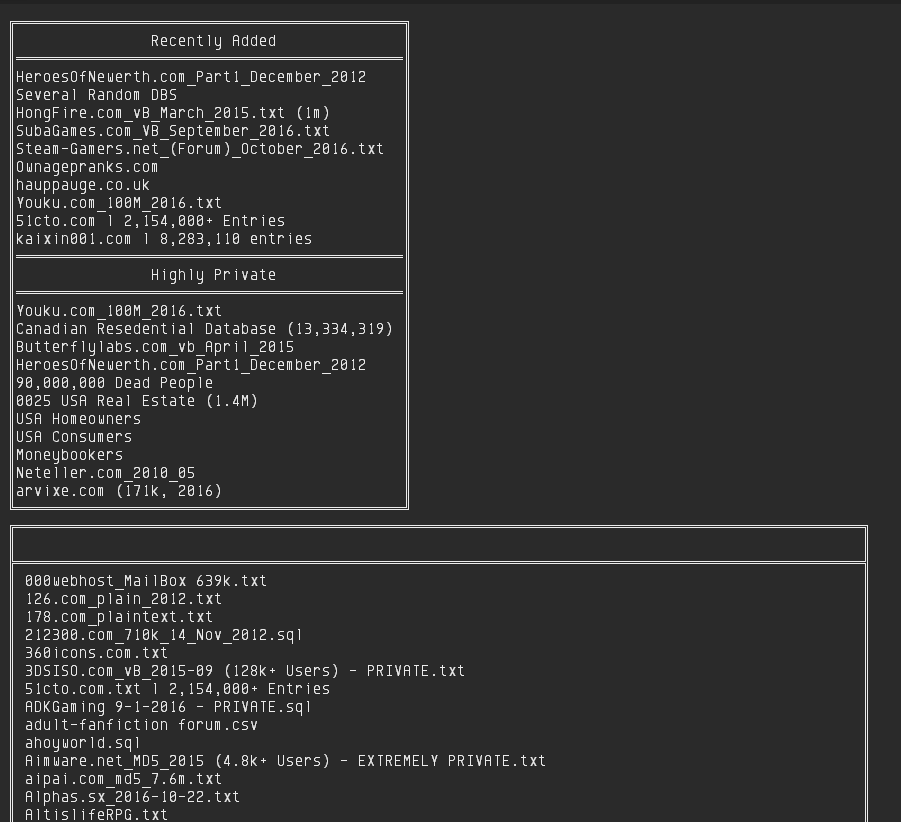 Recently Added
HeroesOfNewerth.com_Part1_December_2012
Several Random DBS
HongFire.com_vB_March_2015.txt (1m)
SubaGames.com_VB_September_2016.txt
Steam-Gamers.net_(Forum)_October_2016.txt
Ownagepranks.com
hauppauge.co.uk
Youku.com_100M_2016.txt
51cto.com | 2,154,000+ Entries
kaixin001.com | 8,283,110 entries
Highly Private
Youku.com_100M_2016.txt
Canadian Resedential Database (13,334,319)
Butterflylabs.com_vb_April_2015
HeroesOfNewerth.com_Part1_December_2012
90,000,000 Dead People
0025 USA Real Estate (1.4M)
USA Homeowners
USA Consumers
Moneybookers
Neteller.com_2010_05
arvixe.com (171k, 2016)
000webhost_MailBox 639k.txt
126.com_plain_2012.txt
178.com_plaintext.txt
212300.com_710k_14_Nov_2012.sql
360icons.com.txt
3DSISO.com_vB_2015-09 (128k+ Users) - PRIVATE.txt
51cto.com.txt | 2,154,000+ Entries
ADKGaming 9-1-2016 - PRIVATE.sql
adult-fanfiction forum.csv
ahoyworld.sql
Aimware.net_MD5_2015 (4.8k+ Users) - EXTREMELY PRIVATE.txt
aipai.com_md5_7.6m.txt
Alphas.sx_2016-10-22.txt
AltislifeRPG.txt